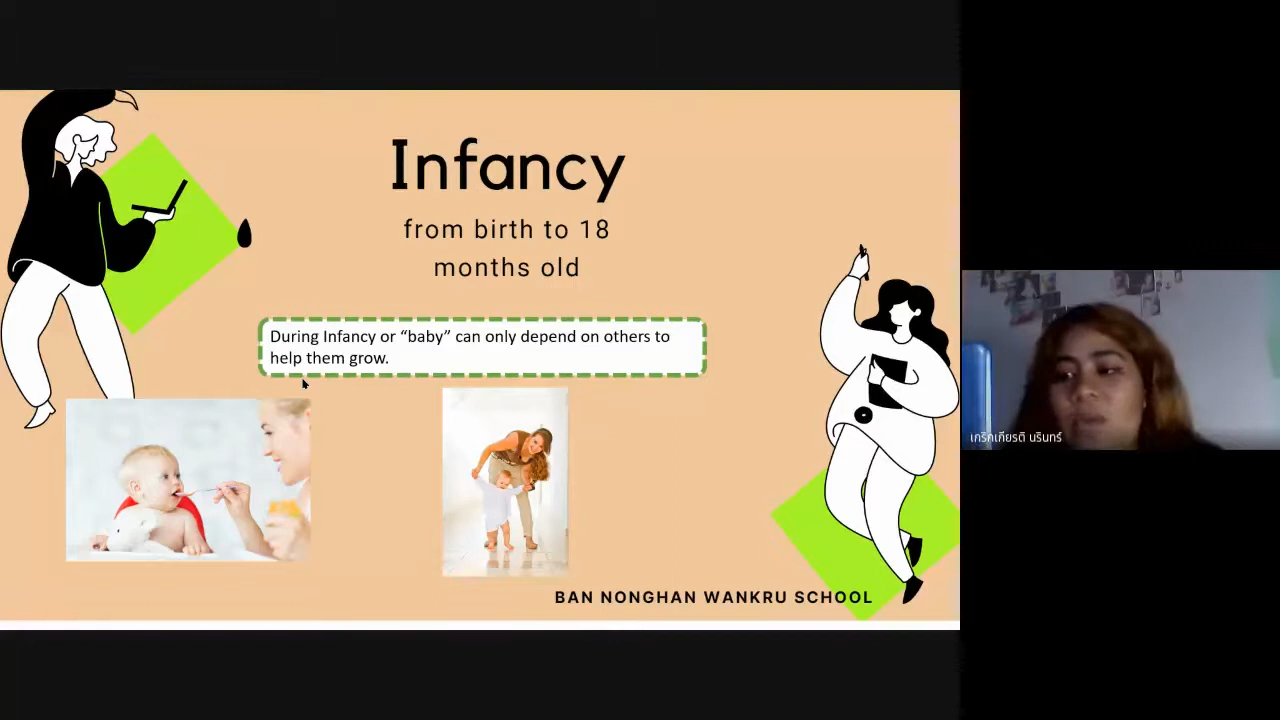 Infancy
from birth to 18
months old
During Infancy or “baby” can only depend on others to
help them grow.
BAN NONGHAN WANKRU SCHOOL
เกริกเกียรติ นรินทร์